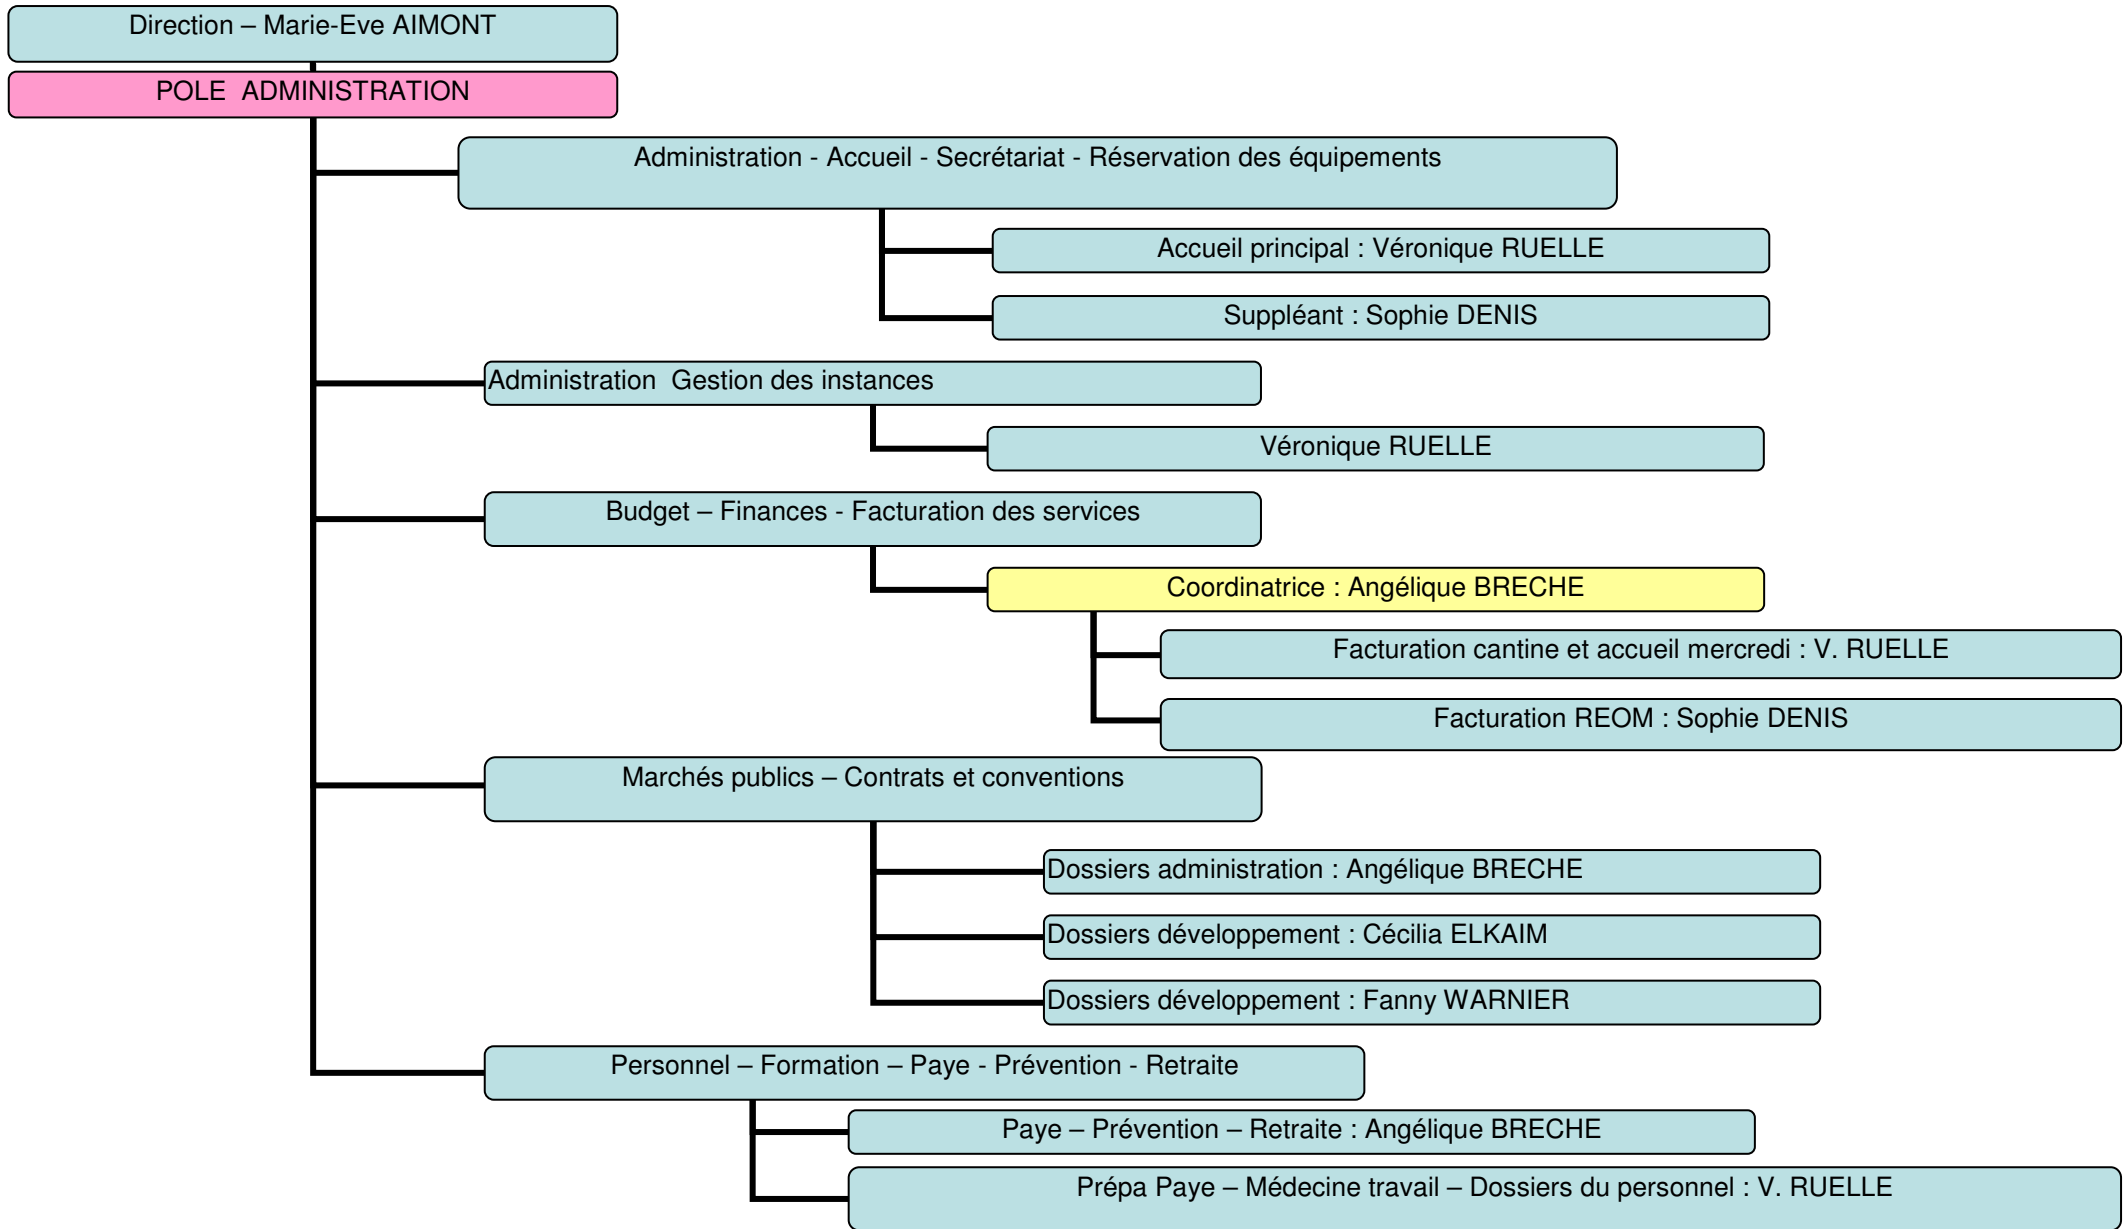 Direction – Marie-Eve AIMONT
POLE  ADMINISTRATION
Administration - Accueil - Secrétariat - Réservation des équipements
Accueil principal : Véronique RUELLE
Suppléant : Sophie DENIS
Administration  Gestion des instances
Véronique RUELLE
Budget – Finances - Facturation des services
Coordinatrice : Angélique BRECHE
Facturation cantine et accueil mercredi : V. RUELLE
Facturation REOM : Sophie DENIS
Marchés publics – Contrats et conventions
Dossiers administration : Angélique BRECHE
Dossiers développement : Cécilia ELKAIM
Dossiers développement : Fanny WARNIER
Personnel – Formation – Paye - Prévention - Retraite
Paye – Prévention – Retraite : Angélique BRECHE
Prépa Paye – Médecine travail – Dossiers du personnel : V. RUELLE